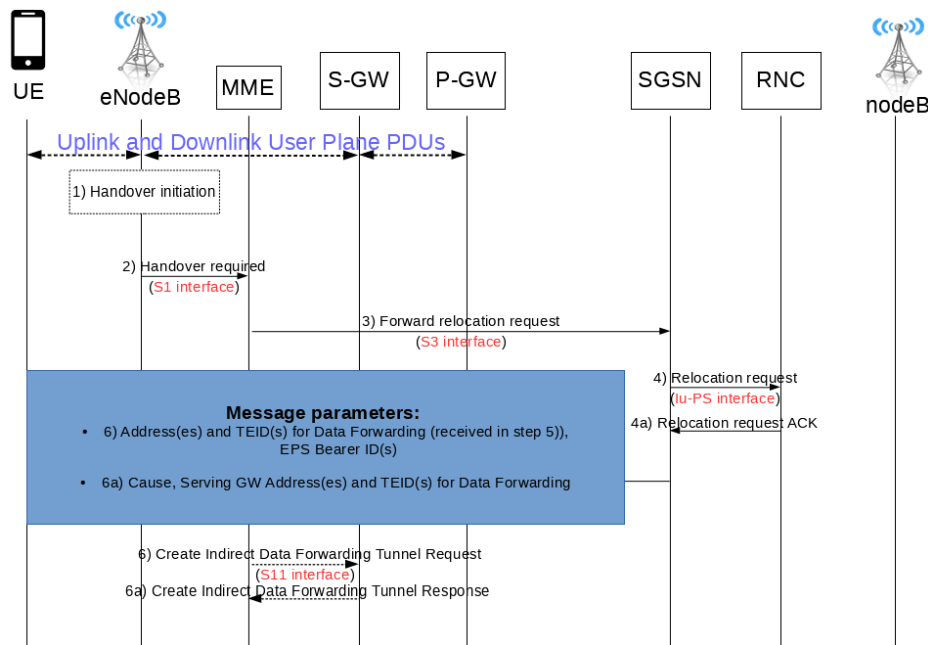 UE
eNodeB
MME
S-GW
P-GW
SGSN
RNC
nodeB
Uplink and Downlink User Plane PDUs
1) Handover initiation
2) Handover required
(S1 interface)
3) Forward relocation request
(S3 interface)
4) Relocation request
(Iu-PS interface)
4a) Relocation request ACK
Message parameters:
• 6) Address(es) and TEID(s) for Data Forwarding (received in step 5)),
EPS Bearer ID(s)
• 6a) Cause, Serving GW Address(es) and TEID(s) for Data Forwarding
6) Create Indirect Data Forwarding Tunnel Request
(S11 interface)
6a) Create Indirect Data Forwarding Tunnel Response